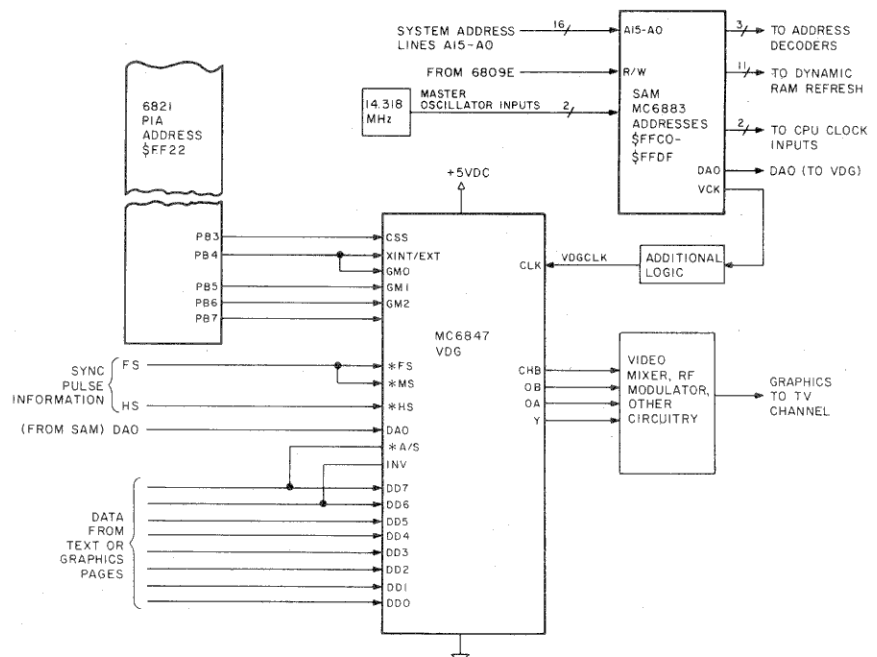 SYSTEM ADDRESS
LINES A15-A0
16
A15-A0
3
TO ADDRESS
DECODERS
FROM 6809E
R/W
11
TO DYNAMIC
RAM REFRESH
14.318
MHz
MASTER
OSCILLATOR INPUTS
2
SAM
MC6883
ADDRESSES
$FFC0-
$FFDF
2
TO CPU CLOCK
INPUTS
DA0
DA0 (TO VDG)
VCK
6821
PIA
ADDRESS
$FF22
+5VDC
PB3
CSS
PB4
XINT/EXT
GM0
PB5
GM1
PB6
GM2
PB7
CLK
VDGCLK
ADDITIONAL
LOGIC
MC6847
VDG
SYNC
PULSE
INFORMATION
FS
*FS
*MS
HS
*HS
(FROM SAM) DA0
DA0
*A/S
INV
CHB
ØB
ØA
Y
VIDEO
MIXER, RF
MODULATOR,
OTHER
CIRCUITRY
GRAPHICS
TO TV
CHANNEL
DATA
FROM
TEXT OR
GRAPHICS
PAGES
DD7
DD6
DD5
DD4
DD3
DD2
DD1
DD0